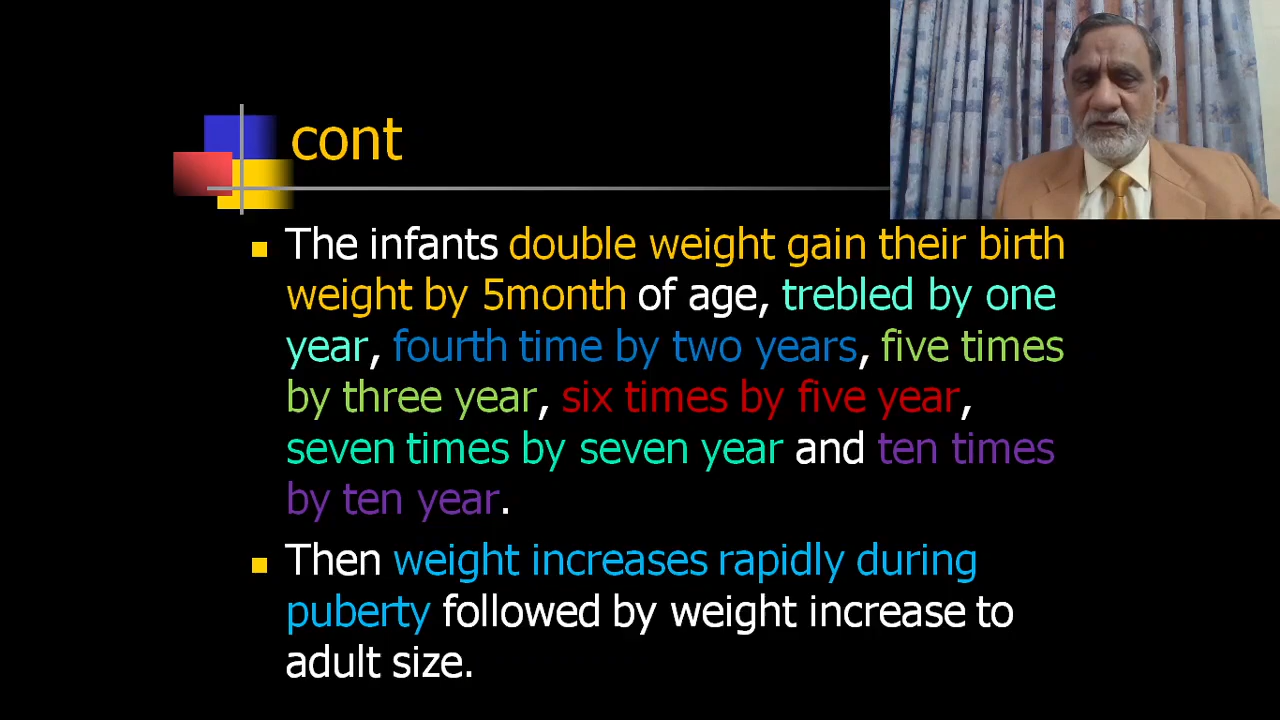 cont
The infants double weight gain their birth
weight by 5month of age, trebled by one
year, fourth time by two years, five times
by three year, six times by five year,
seven times by seven year and ten times
by ten year.
Then weight increases rapidly during
puberty followed by weight increase to
adult size.